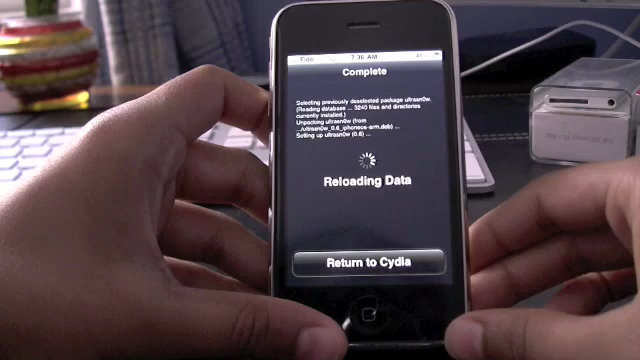 Fido 7:36 AM
Complete
Selecting previously deselected package ultrasn0w.
(Reading database ... 3240 files and directories
currently installed.)
Unpacking ultrasn0w (from
.../ultrasn0w_0.6_iphoneos-arm.deb) ...
Setting up ultrasn0w (0.6) ...
Reloading Data
Return to Cydia